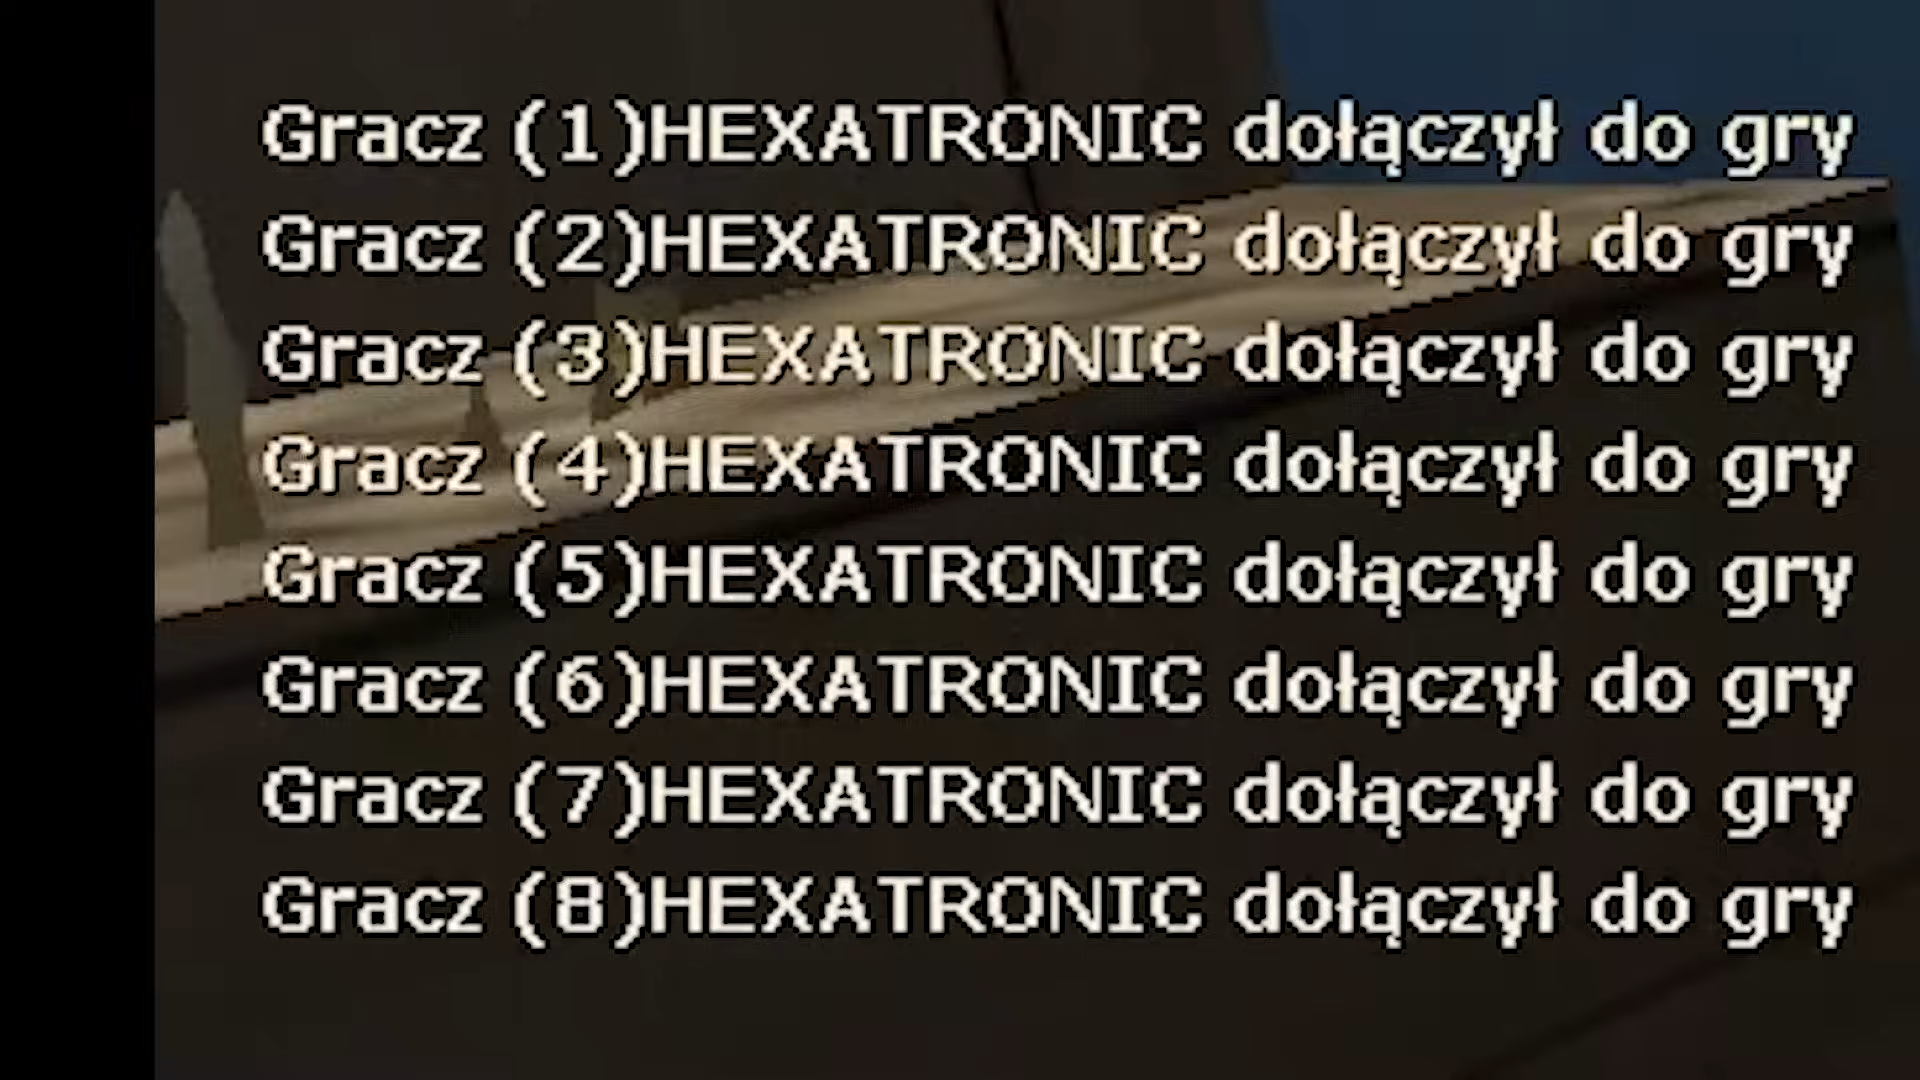 Gracz (1)HEXATRONIC dołączył do gry
Gracz (2)HEXATRONIC dołączył do gry
Gracz (3)HEXATRONIC dołączył do gry
Gracz (4)HEXATRONIC dołączył do gry
Gracz (5)HEXATRONIC dołączył do gry
Gracz (6)HEXATRONIC dołączył do gry
Gracz (7)HEXATRONIC dołączył do gry
Gracz (8)HEXATRONIC dołączył do gry